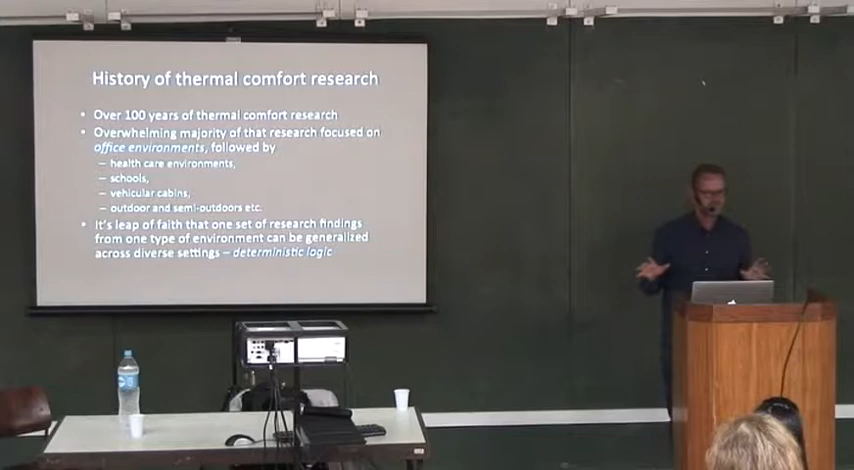 History of thermal comfort research
• Over 100 years of thermal comfort research
• Overwhelming majority of that research focused on
office environments, followed by
– health care environments,
– schools,
– vehicular cabins,
– outdoor and semi-outdoors etc.
• It's leap of faith that one set of research findings
from one type of environment can be generalized
across diverse settings – deterministic logic